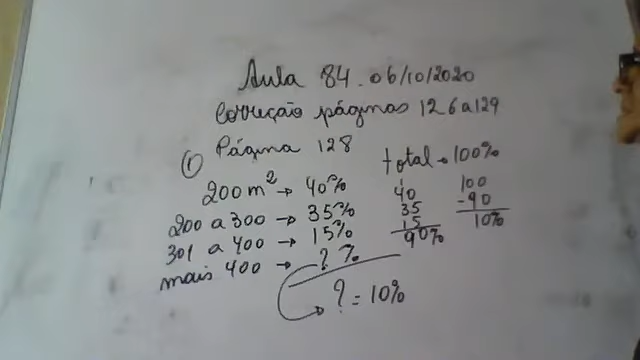 Aula 84 - 06/10/2020
Correção páginas 126 a 129
① Página 128
200 m² → 40%
200 a 300 → 35%
301 a 400 → 15%
mais 400 → ? %
? = 10%
total → 100%
1
40
35
15
90%
100
-90
10%